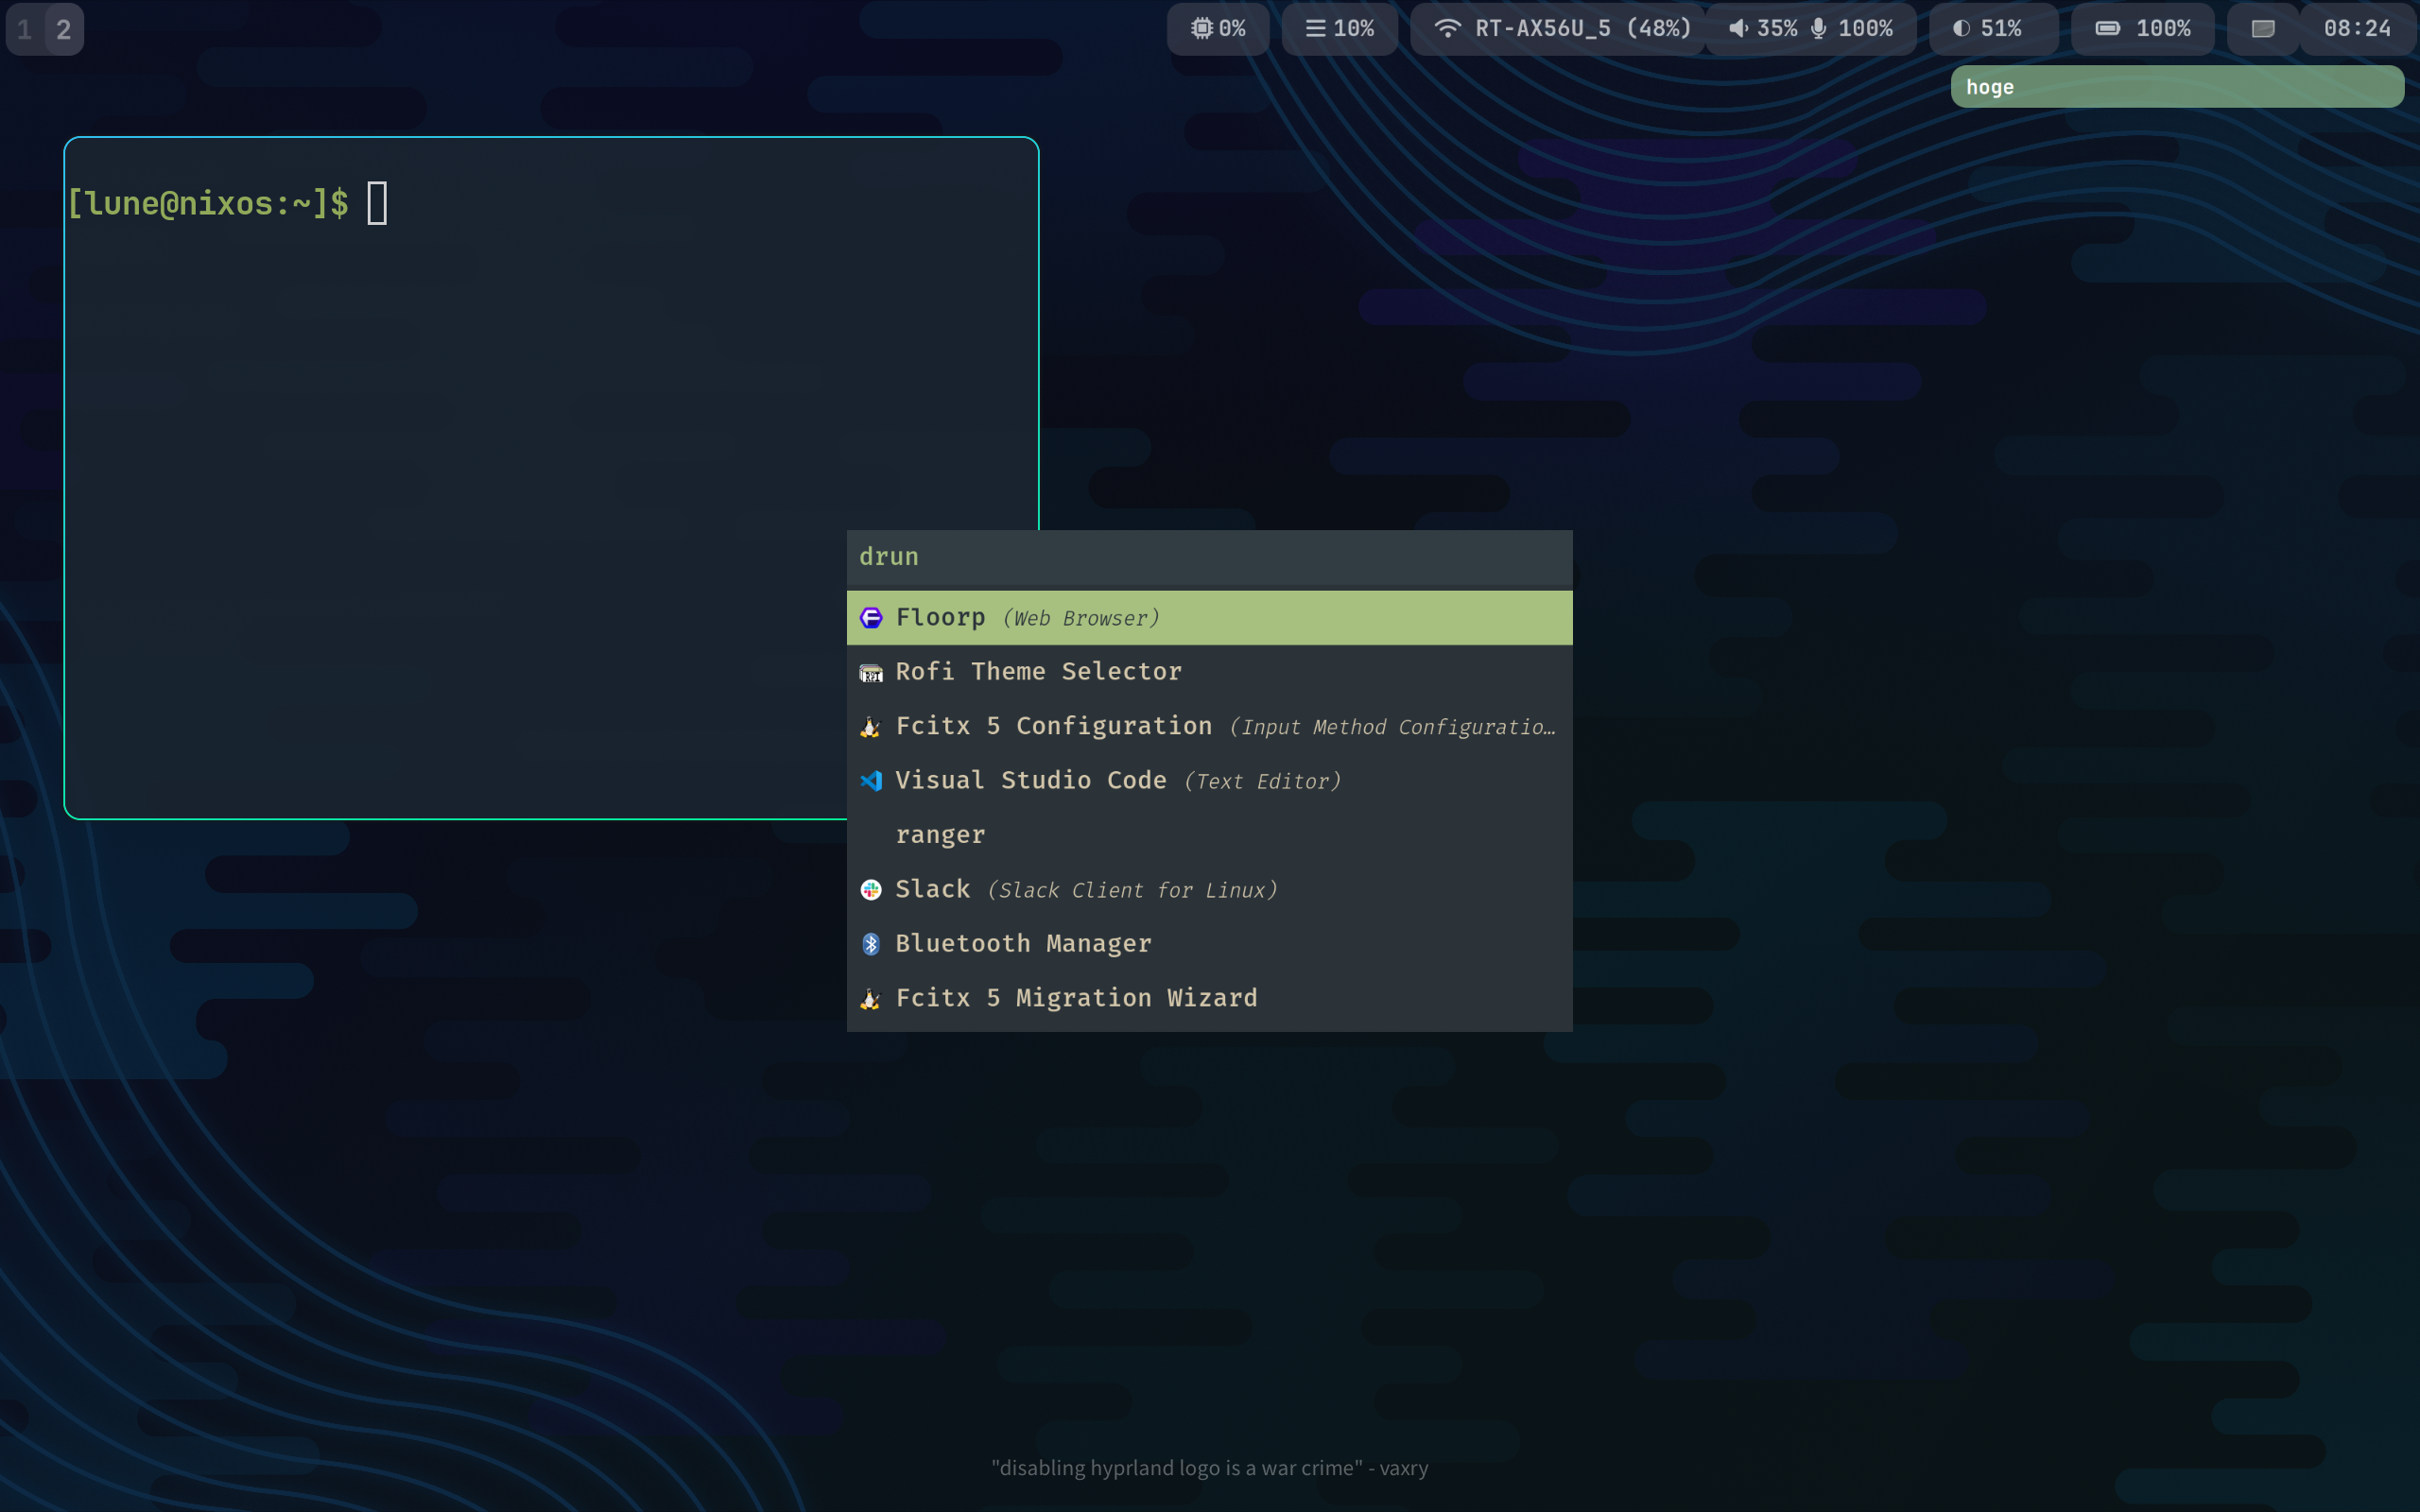 1 2 0% 10% RT-AX56U_5 (48%) 35% 100% 51% 100% 08:24
hoge
[lune@nixos:~]$
drun
Floorp (Web Browser)
Rofi Theme Selector
Fcitx 5 Configuration (Input Method Configuratio…
Visual Studio Code (Text Editor)
ranger
Slack (Slack Client for Linux)
Bluetooth Manager
Fcitx 5 Migration Wizard
"disabling hyprland logo is a war crime" - vaxry